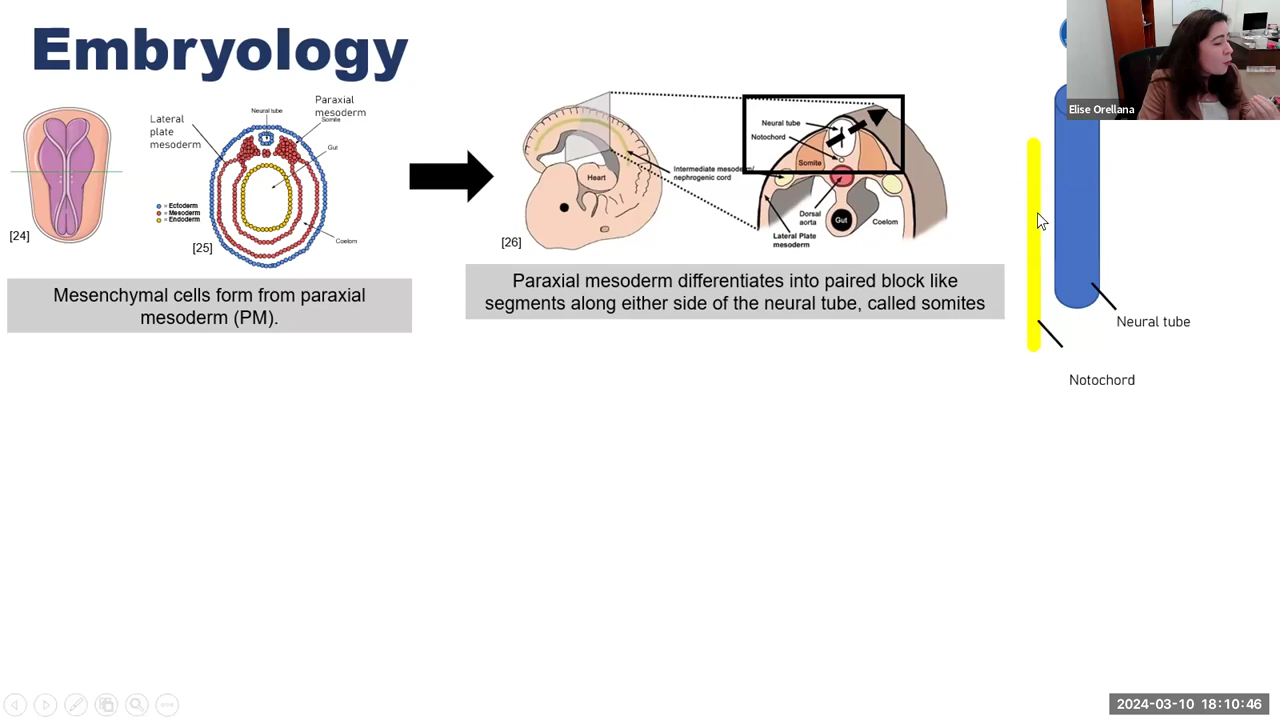 Embryology
Lateral
plate
mesoderm
Neural tube
Paraxial
mesoderm
Somite
Gut
= Ectoderm
= Mesoderm
= Endoderm
Coelom
[24]
[25]
Mesenchymal cells form from paraxial
mesoderm (PM).
Heart
Intermediate mesoderm/
nephrogenic cord
[26]
Neural tube
Notochord
Somite
Dorsal
aorta
Gut
Coelom
Lateral Plate
mesoderm
Paraxial mesoderm differentiates into paired block like
segments along either side of the neural tube, called somites
Elise Orellana
Neural tube
Notochord
2024-03-10 18:10:46